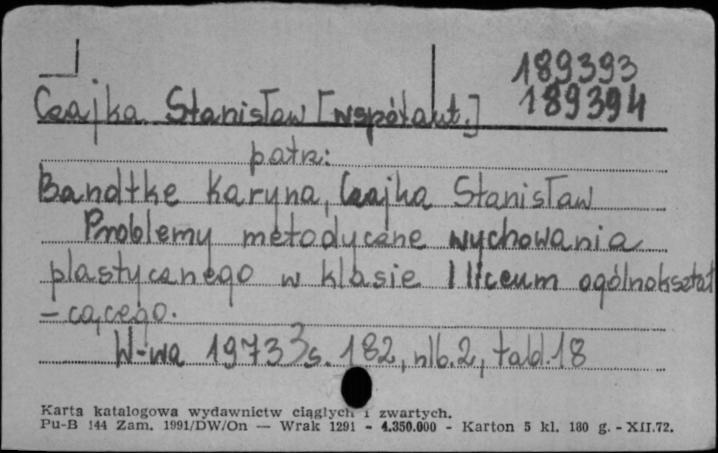 189393
189394
Czajka Stanisław [współaut.]
patrz:
Bandtke Karyna, Czajka Stanisław
Problemy metodyczne wychowania
plastycznego w klasie I liceum ogólnokształ
-cącego.
W-wa 1973 s. 182, nlb. 2, tabl. 18
Karta katalogowa wydawnictw ciągłych i zwartych.
Pu-B 144 Zam. 1991/DW/On — Wrak 1291 - 4.350.000 - Karton 5 kl. 180 g. - XII.72.